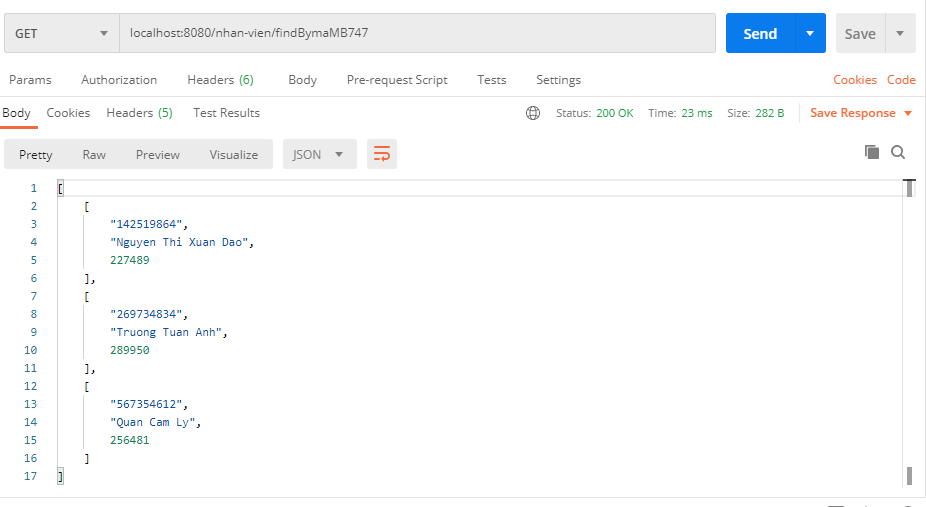 GET localhost:8080/nhan-vien/findBymaMB747 Send Save
Params Authorization Headers (6) Body Pre-request Script Tests Settings Cookies Code
Body Cookies Headers (5) Test Results Status: 200 OK Time: 23 ms Size: 282 B Save Response
Pretty Raw Preview Visualize JSON
1 [
2 [
3 "142519864",
4 "Nguyen Thi Xuan Dao",
5 227489
6 ],
7 [
8 "269734834",
9 "Truong Tuan Anh",
10 289950
11 ],
12 [
13 "567354612",
14 "Quan Cam Ly",
15 256481
16 ]
17 ]